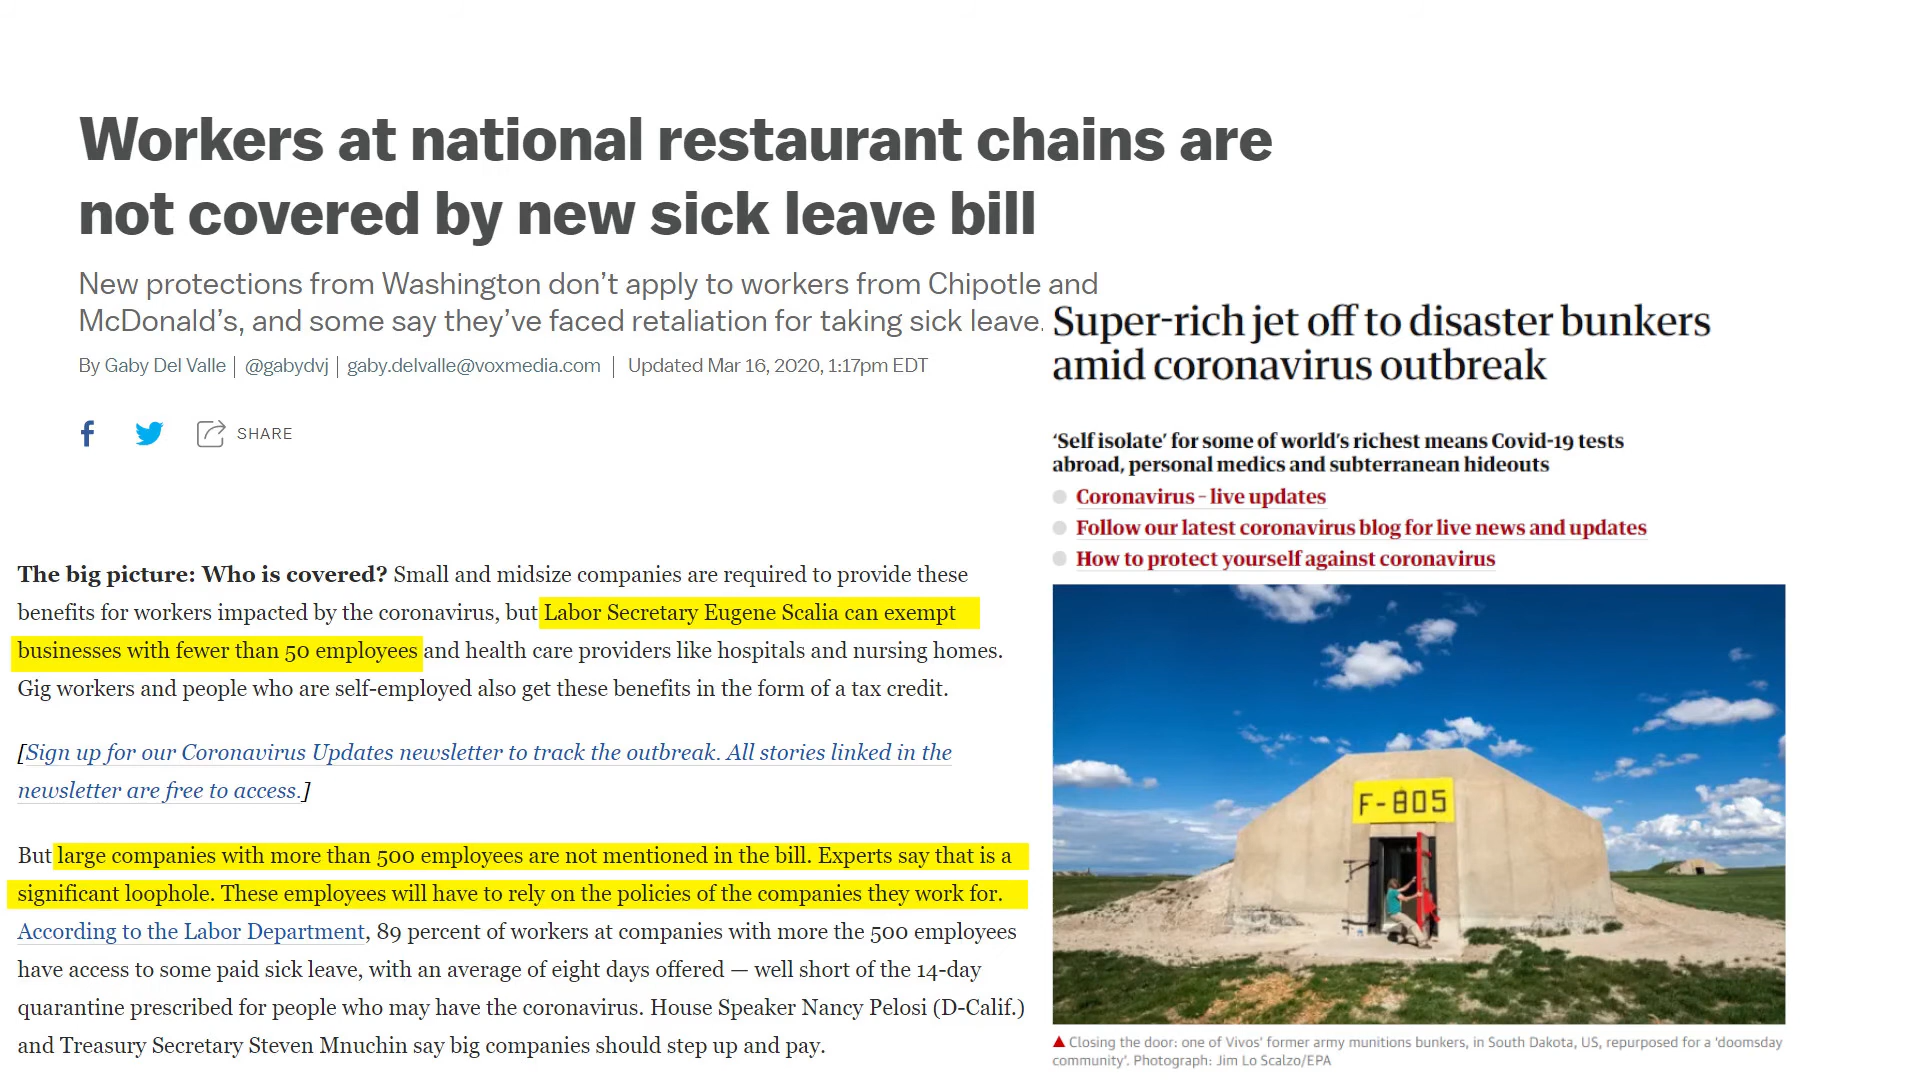 Workers at national restaurant chains are
not covered by new sick leave bill
New protections from Washington don't apply to workers from Chipotle and
McDonald's, and some say they've faced retaliation for taking sick leave.
By Gaby Del Valle | @gabydvj | gaby.delvalle@voxmedia.com | Updated Mar 16, 2020, 1:17pm EDT
SHARE
The big picture: Who is covered? Small and midsize companies are required to provide these
benefits for workers impacted by the coronavirus, but Labor Secretary Eugene Scalia can exempt
businesses with fewer than 50 employees and health care providers like hospitals and nursing homes.
Gig workers and people who are self-employed also get these benefits in the form of a tax credit.
[Sign up for our Coronavirus Updates newsletter to track the outbreak. All stories linked in the
newsletter are free to access.]
But large companies with more than 500 employees are not mentioned in the bill. Experts say that is a
significant loophole. These employees will have to rely on the policies of the companies they work for.
According to the Labor Department, 89 percent of workers at companies with more the 500 employees
have access to some paid sick leave, with an average of eight days offered — well short of the 14-day
quarantine prescribed for people who may have the coronavirus. House Speaker Nancy Pelosi (D-Calif.)
and Treasury Secretary Steven Mnuchin say big companies should step up and pay.
Super-rich jet off to disaster bunkers
amid coronavirus outbreak
‘Self isolate’ for some of world’s richest means Covid-19 tests
abroad, personal medics and subterranean hideouts
Coronavirus – live updates
Follow our latest coronavirus blog for live news and updates
How to protect yourself against coronavirus
F-805
Closing the door: one of Vivos’ former army munitions bunkers, in South Dakota, US, repurposed for a ‘doomsday
community’. Photograph: Jim Lo Scalzo/EPA